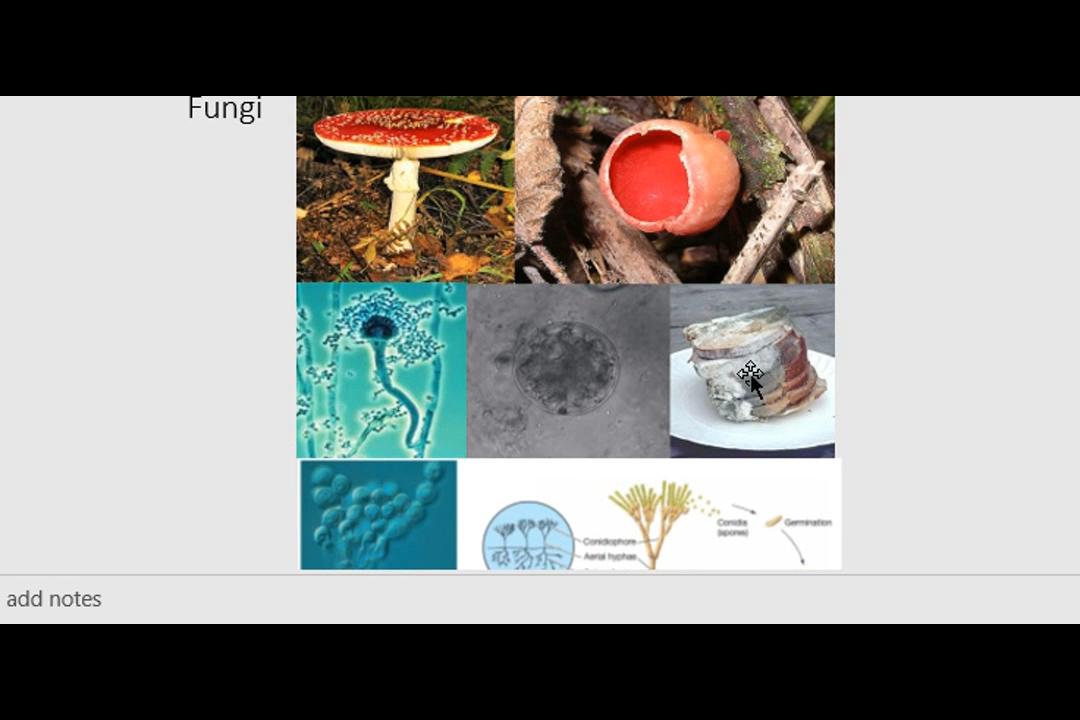 Fungi
Conidia
(spores)
Germination
Conidiophore
Aerial hyphae
add notes